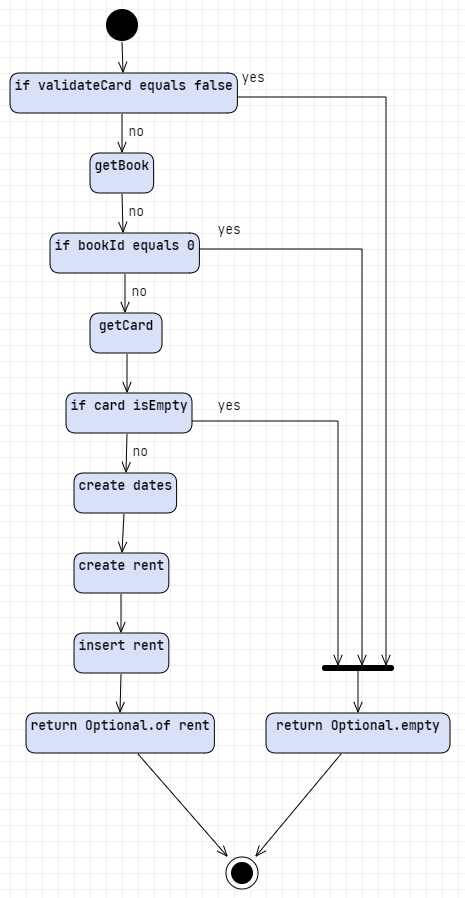 if validateCard equals false
yes
no
getBook
no
if bookId equals 0
yes
no
getCard
if card isEmpty
yes
no
create dates
create rent
insert rent
return Optional.of rent
return Optional.empty